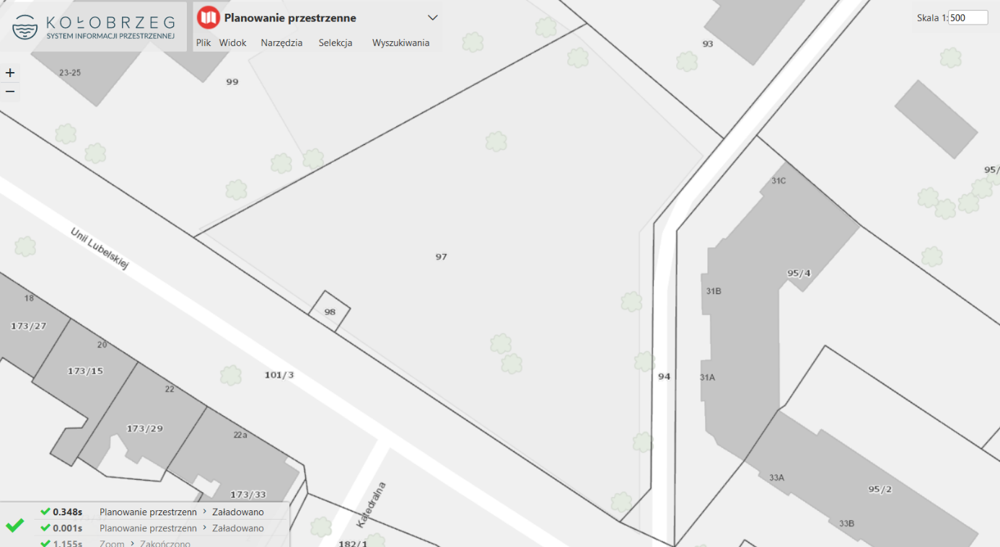 KOŁOBRZEG
SYSTEM INFORMACJI PRZESTRZENNEJ
Planowanie przestrzenne
Plik Widok Narzędzia Selekcja Wyszukiwania
Skala 1: 500
+
−
93
23-25
99
95/
31C
Unii Lubelskiej
97
95/4
31B
18
98
173/27
20
173/15
101/3
94
31A
22
173/29
22a
33A
95/2
173/33
Katedralna
33B
182/1
0.348s Planowanie przestrzenn > Załadowano
0.001s Planowanie przestrzenn > Załadowano
1.155s Zoom > Zakończono